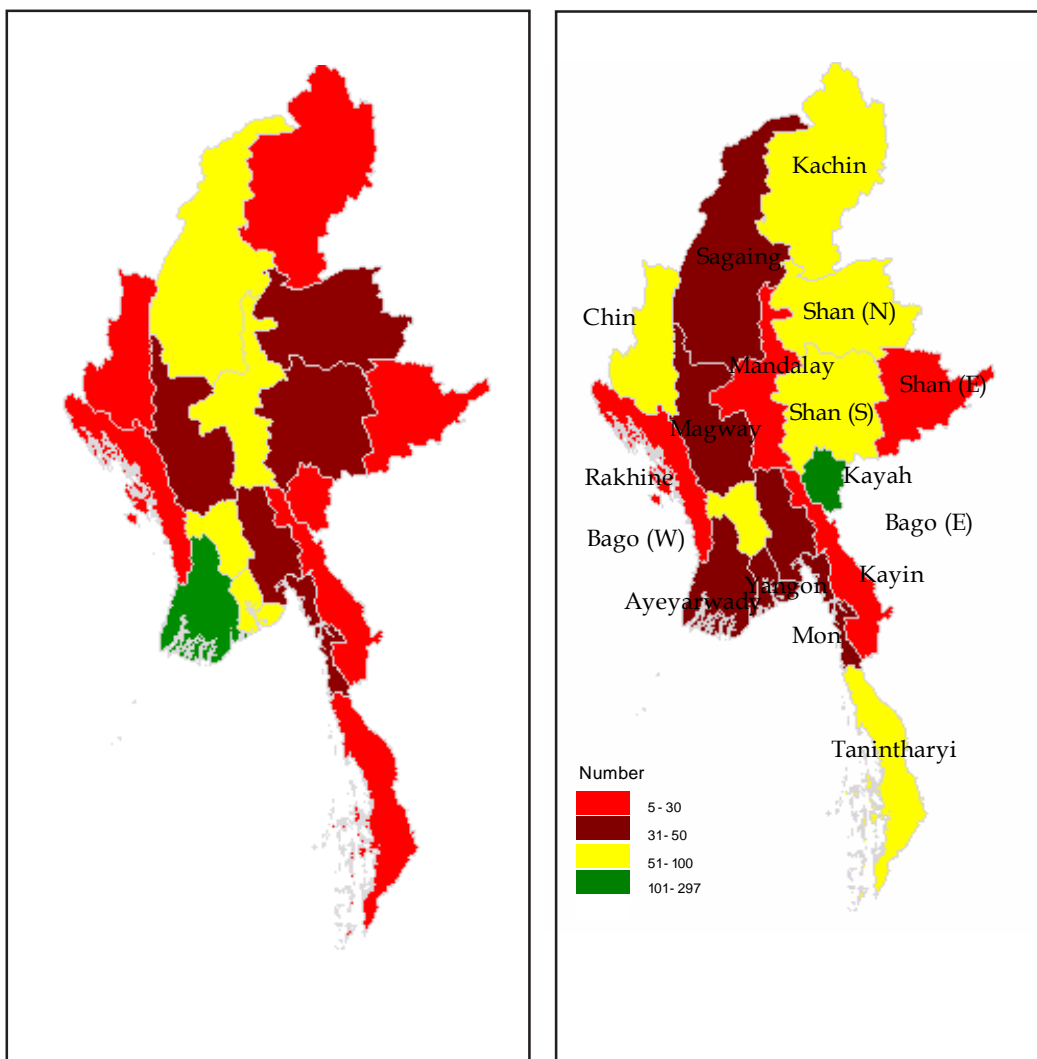 Kachin
Sagaing
Shan (N)
Chin
Mandalay
Shan (E)
Shan (S)
Magway
Rakhine
Kayah
Bago (E)
Bago (W)
Kayin
Yangon
Ayeyarwady
Mon
Tanintharyi
Number
5 - 30
31- 50
51- 100
101- 297